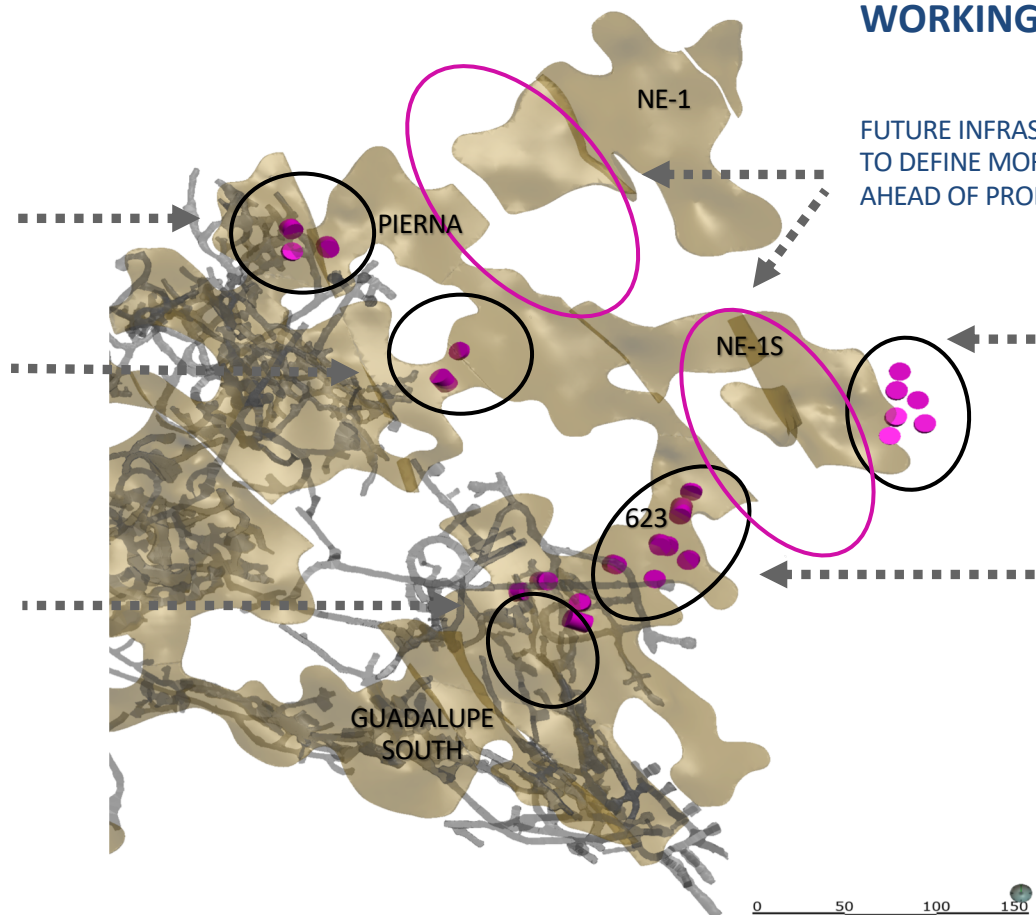 WORKING
NE-1
FUTURE INFRAS
TO DEFINE MOR
AHEAD OF PRO
PIERNA
NE-1S
623
GUADALUPE
SOUTH
0 50 100 150